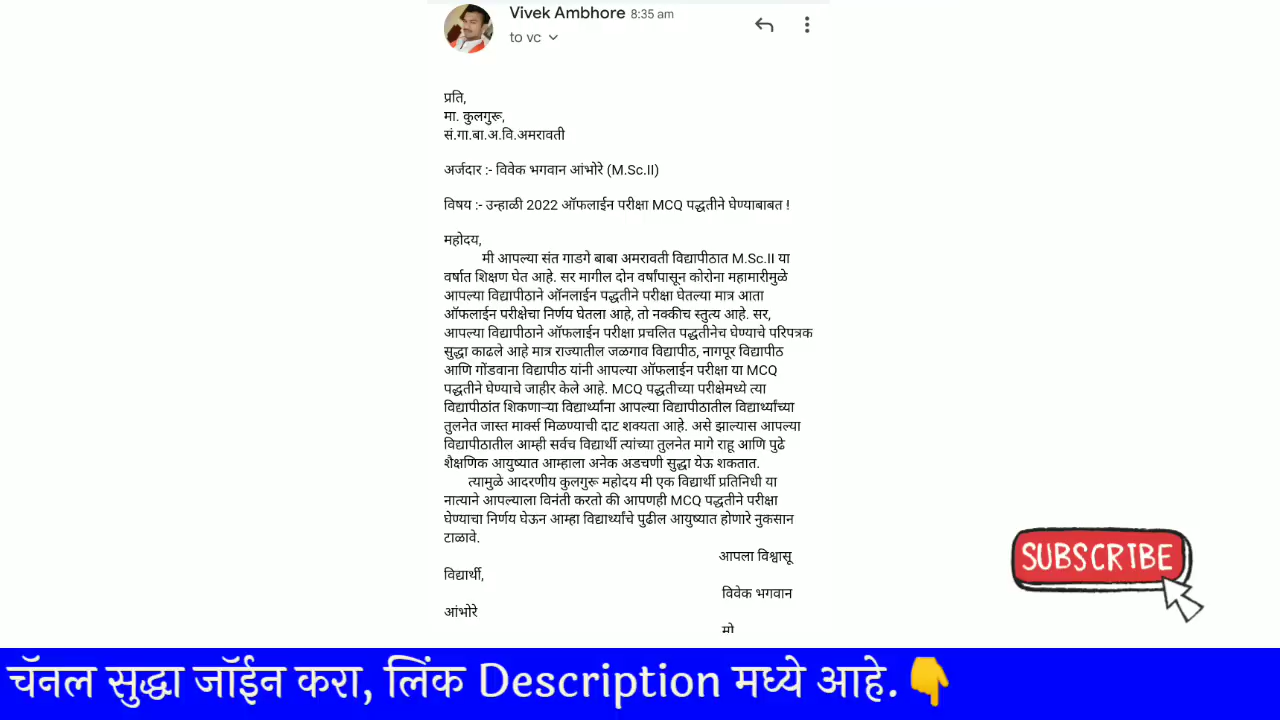 Vivek Ambhore 8:35 am
to vc
प्रति,
मा. कुलगुरू,
सं.गा.बा.अ.वि.अमरावती
अर्जदार :- विवेक भगवान आंभोरे (M.Sc.II)
विषय :- उन्हाळी 2022 ऑफलाईन परीक्षा MCQ पद्धतीने घेण्याबाबत !
महोदय,
मी आपल्या संत गाडगे बाबा अमरावती विद्यापीठात M.Sc.II या
वर्षात शिक्षण घेत आहे. सर मागील दोन वर्षांपासून कोरोना महामारीमुळे
आपल्या विद्यापीठाने ऑनलाईन पद्धतीने परीक्षा घेतल्या मात्र आता
ऑफलाईन परीक्षेचा निर्णय घेतला आहे, तो नक्कीच स्तुत्य आहे. सर,
आपल्या विद्यापीठाने ऑफलाईन परीक्षा प्रचलित पद्धतीनेच घेण्याचे परिपत्रक
सुद्धा काढले आहे मात्र राज्यातील जळगाव विद्यापीठ, नागपूर विद्यापीठ
आणि गोंडवाना विद्यापीठ यांनी आपल्या ऑफलाईन परीक्षा या MCQ
पद्धतीने घेण्याचे जाहीर केले आहे. MCQ पद्धतीच्या परीक्षेमध्ये त्या
विद्यापीठांत शिकणाऱ्या विद्यार्थ्यांना आपल्या विद्यापीठातील विद्यार्थ्यांच्या
तुलनेत जास्त मार्क्स मिळण्याची दाट शक्यता आहे. असे झाल्यास आपल्या
विद्यापीठातील आम्ही सर्वच विद्यार्थी त्यांच्या तुलनेत मागे राहू आणि पुढे
शैक्षणिक आयुष्यात आम्हाला अनेक अडचणी सुद्धा येऊ शकतात.
त्यामुळे आदरणीय कुलगुरू महोदय मी एक विद्यार्थी प्रतिनिधी या
नात्याने आपल्याला विनंती करतो की आपणही MCQ पद्धतीने परीक्षा
घेण्याचा निर्णय घेऊन आम्हा विद्यार्थ्यांचे पुढील आयुष्यात होणारे नुकसान
टाळावे.
आपला विश्वासू
विद्यार्थी,
विवेक भगवान
आंभोरे
मो
SUBSCRIBE
चॅनल सुद्धा जॉईन करा, लिंक Description मध्ये आहे.👇